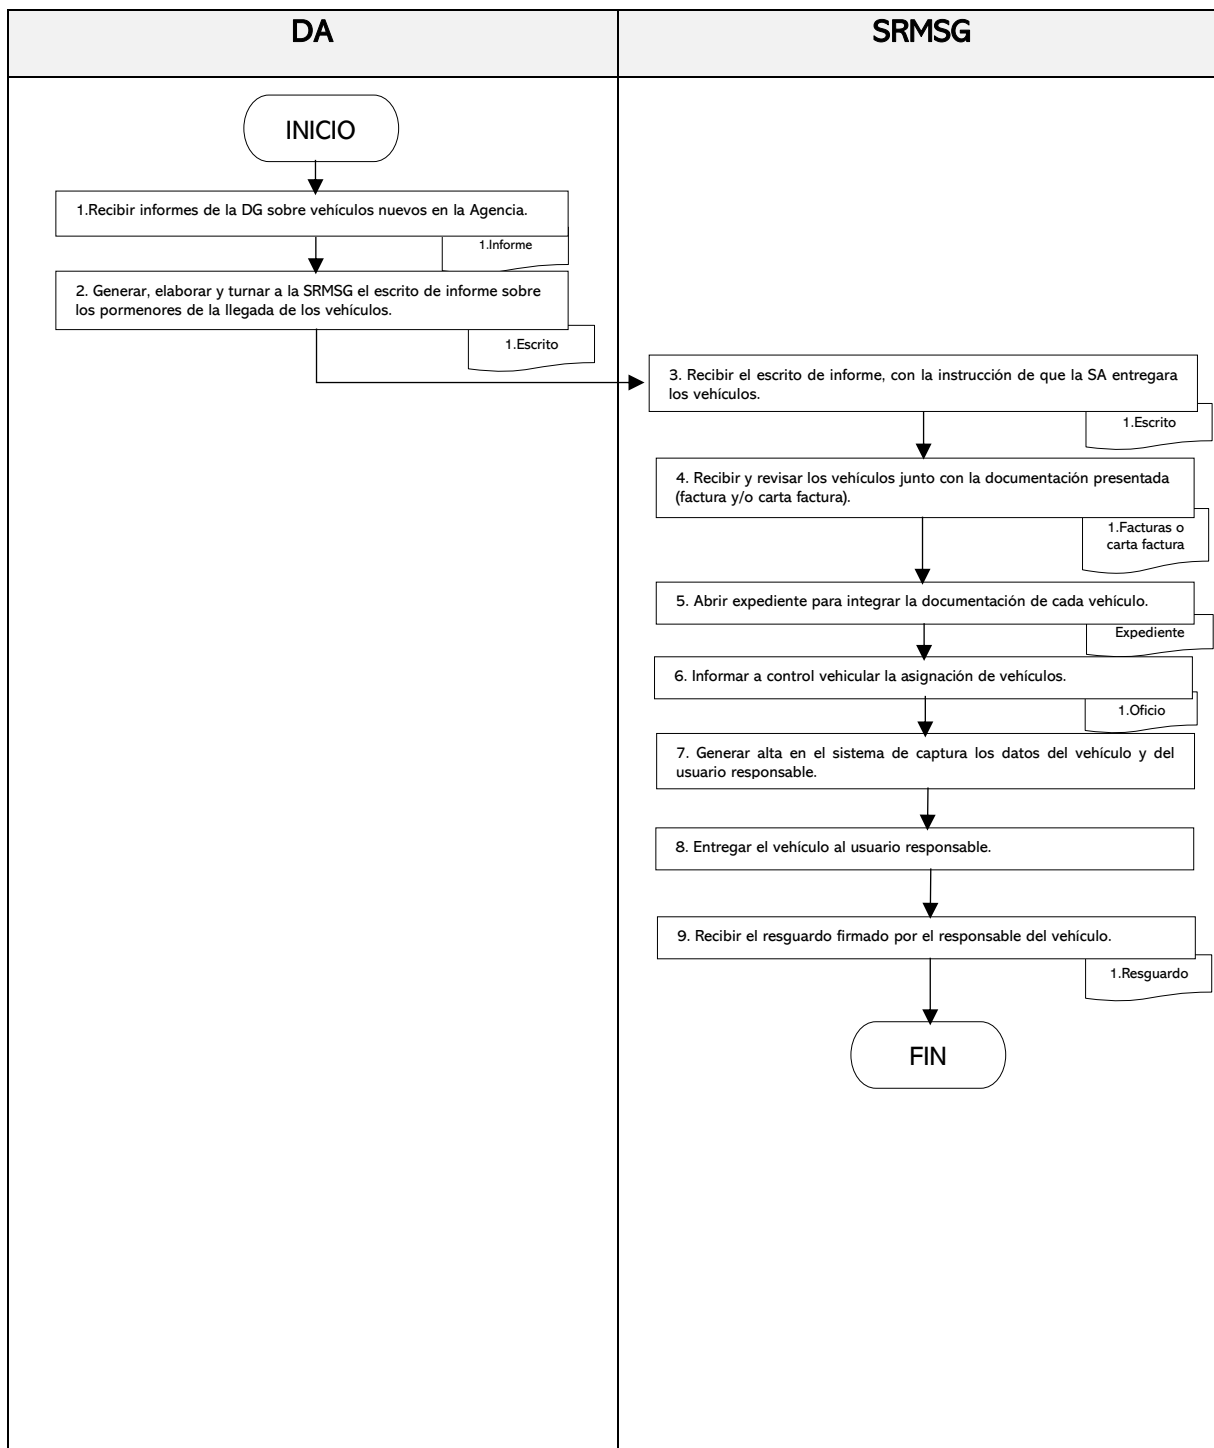 DA
SRMSG
INICIO
1.Recibir informes de la DG sobre vehículos nuevos en la Agencia.
1.Informe
2. Generar, elaborar y turnar a la SRMSG el escrito de informe sobre
los pormenores de la llegada de los vehículos.
1.Escrito
3. Recibir el escrito de informe, con la instrucción de que la SA entregara
los vehículos.
1.Escrito
4. Recibir y revisar los vehículos junto con la documentación presentada
(factura y/o carta factura).
1.Facturas o
carta factura
5. Abrir expediente para integrar la documentación de cada vehículo.
Expediente
6. Informar a control vehicular la asignación de vehículos.
1.Oficio
7. Generar alta en el sistema de captura los datos del vehículo y del
usuario responsable.
8. Entregar el vehículo al usuario responsable.
9. Recibir el resguardo firmado por el responsable del vehículo.
1.Resguardo
FIN